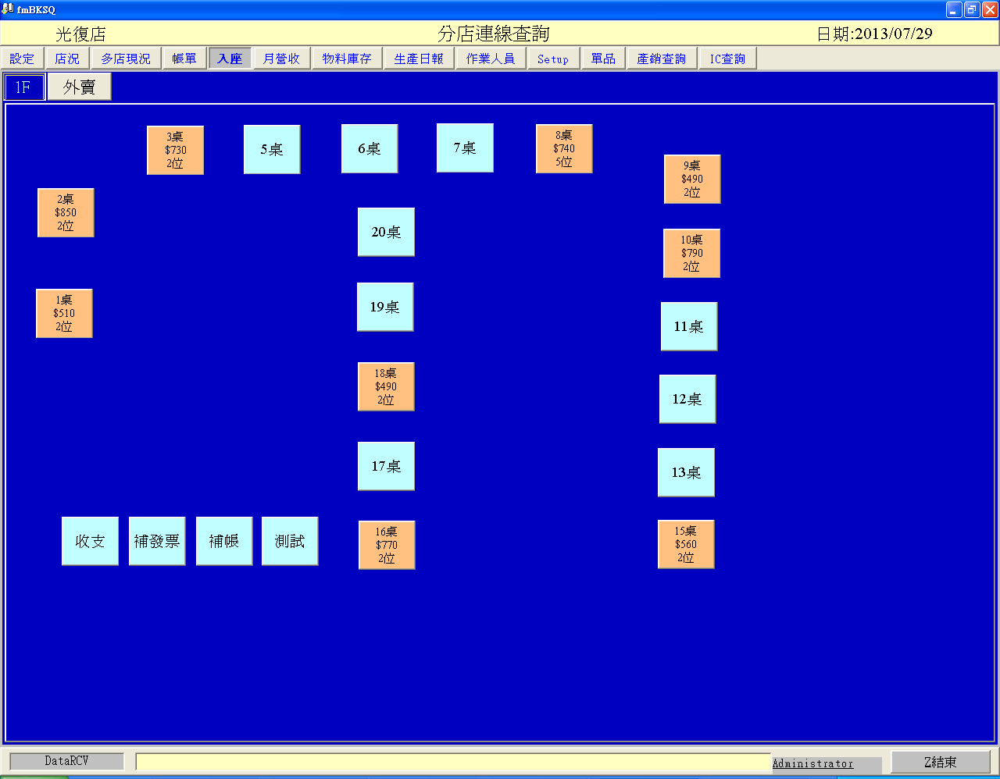 fmBKSQ
光復店 分店連線查詢 日期:2013/07/29
設定 店況 多店現況 帳單 入座 月營收 物料庫存 生產日報 作業人員 Setup 單品 產銷查詢 IC查詢
1F 外賣
3桌
$730
2位
5桌
6桌
7桌
8桌
$740
5位
9桌
$490
2位
2桌
$850
2位
20桌
10桌
$790
2位
1桌
$510
2位
19桌
11桌
18桌
$490
2位
12桌
17桌
13桌
收支 補發票 補帳 測試
16桌
$770
2位
15桌
$560
2位
DataRCV Administrator Z結束